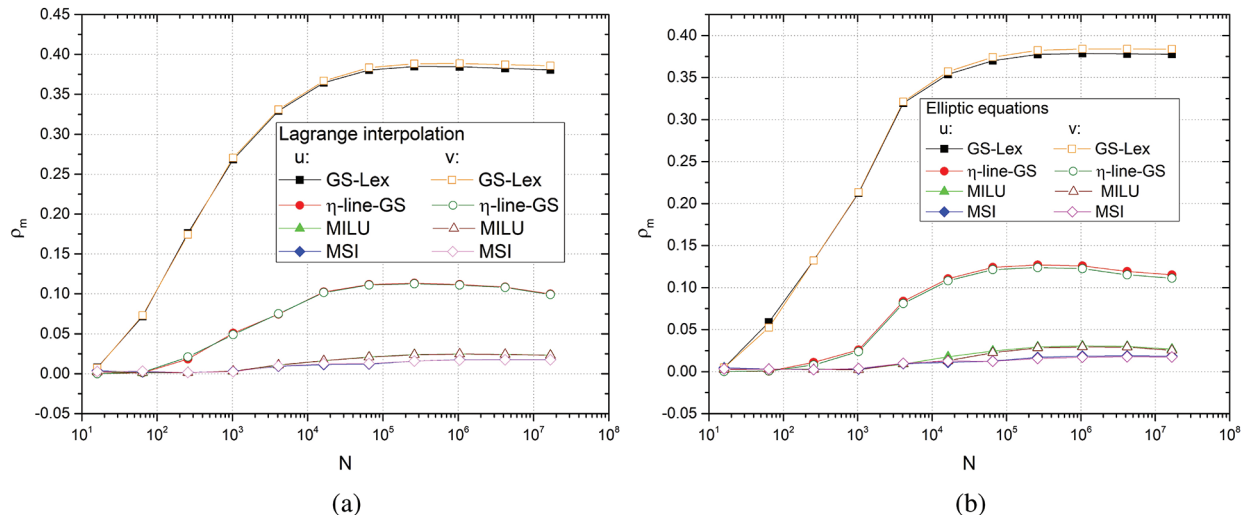 0.45
0.40
0.35
0.30
0.25
0.20
0.15
0.10
0.05
0.00
-0.05
ρm
10¹ 10² 10³ 10⁴ 10⁵ 10⁶ 10⁷ 10⁸
N
Lagrange interpolation
u: v:
GS-Lex GS-Lex
η-line-GS η-line-GS
MILU MILU
MSI MSI
(a)
0.40
0.35
0.30
0.25
0.20
0.15
0.10
0.05
0.00
-0.05
ρm
10¹ 10² 10³ 10⁴ 10⁵ 10⁶ 10⁷ 10⁸
N
Elliptic equations
u: v:
GS-Lex GS-Lex
η-line-GS η-line-GS
MILU MILU
MSI MSI
(b)